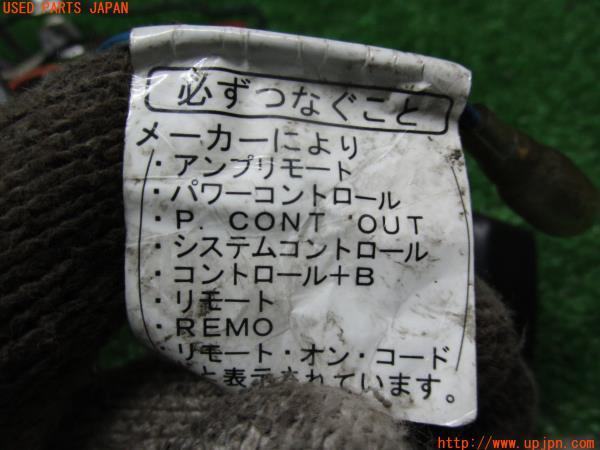 USED PARTS JAPAN
必ずつなぐこと
メーカーにより
・アンプリモート
・パワーコントロール
・P. CONT OUT
・システムコントロール
・コントロール+B
・リモート
・REMO
・リモート・オン・コード
と表示されています。
http://www.upjpn.com/